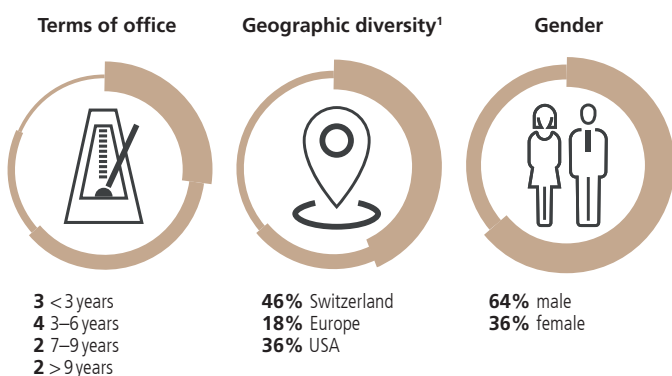 Terms of office
3 < 3 years
4 3–6 years
2 7–9 years
2 > 9 years
Geographic diversity¹
46% Switzerland
18% Europe
36% USA
Gender
64% male
36% female